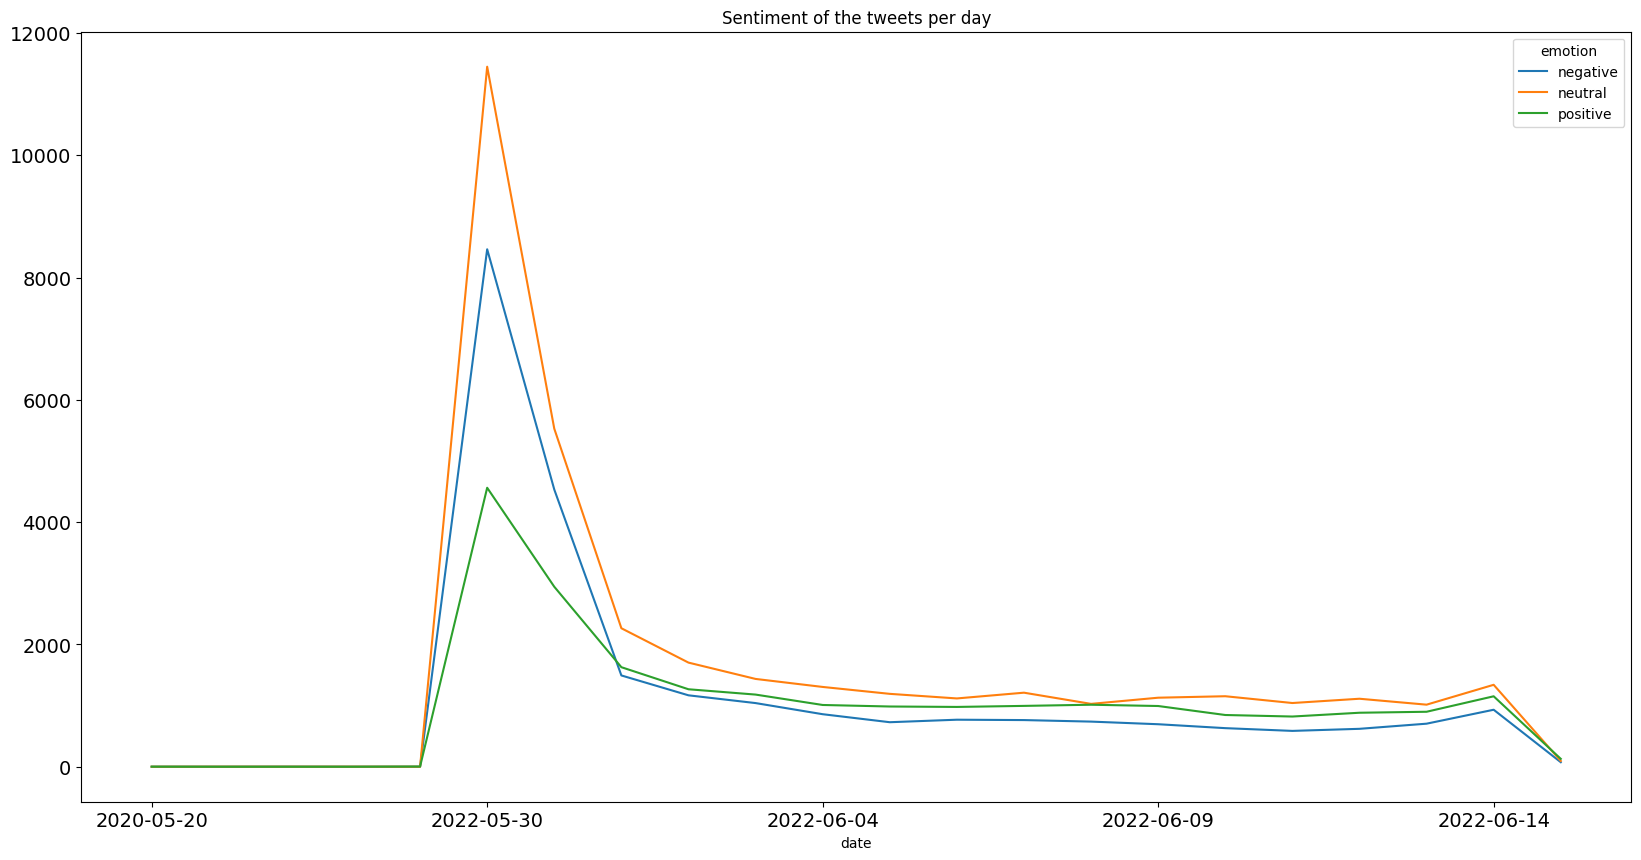 Sentiment of the tweets per day
12000
10000
8000
6000
4000
2000
0
emotion
negative
neutral
positive
2020-05-20
2022-05-30
2022-06-04
2022-06-09
2022-06-14
date